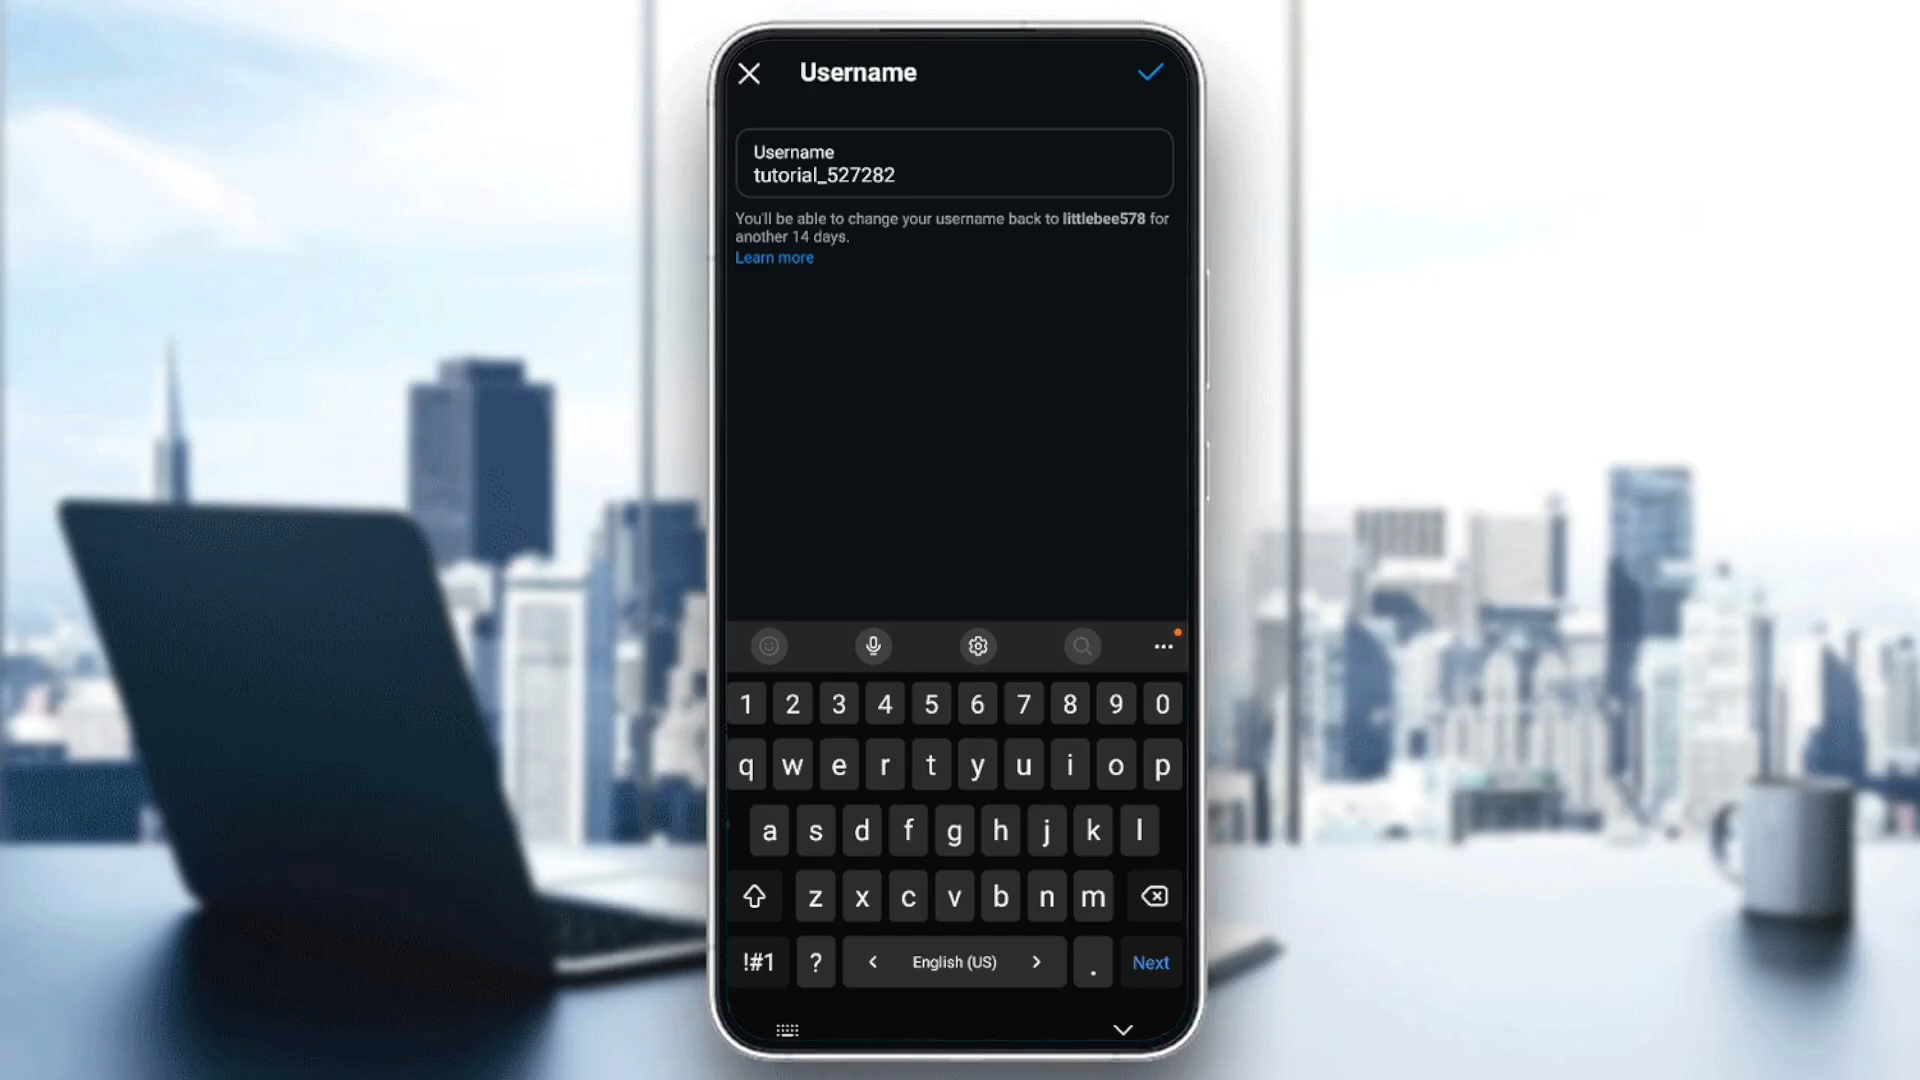 Username
Username
tutorial_527282
You'll be able to change your username back to littlebee578 for
another 14 days.
Learn more
1 2 3 4 5 6 7 8 9 0
q w e r t y u i o p
a s d f g h j k l
z x c v b n m
!#1 ? < English (US) > . Next